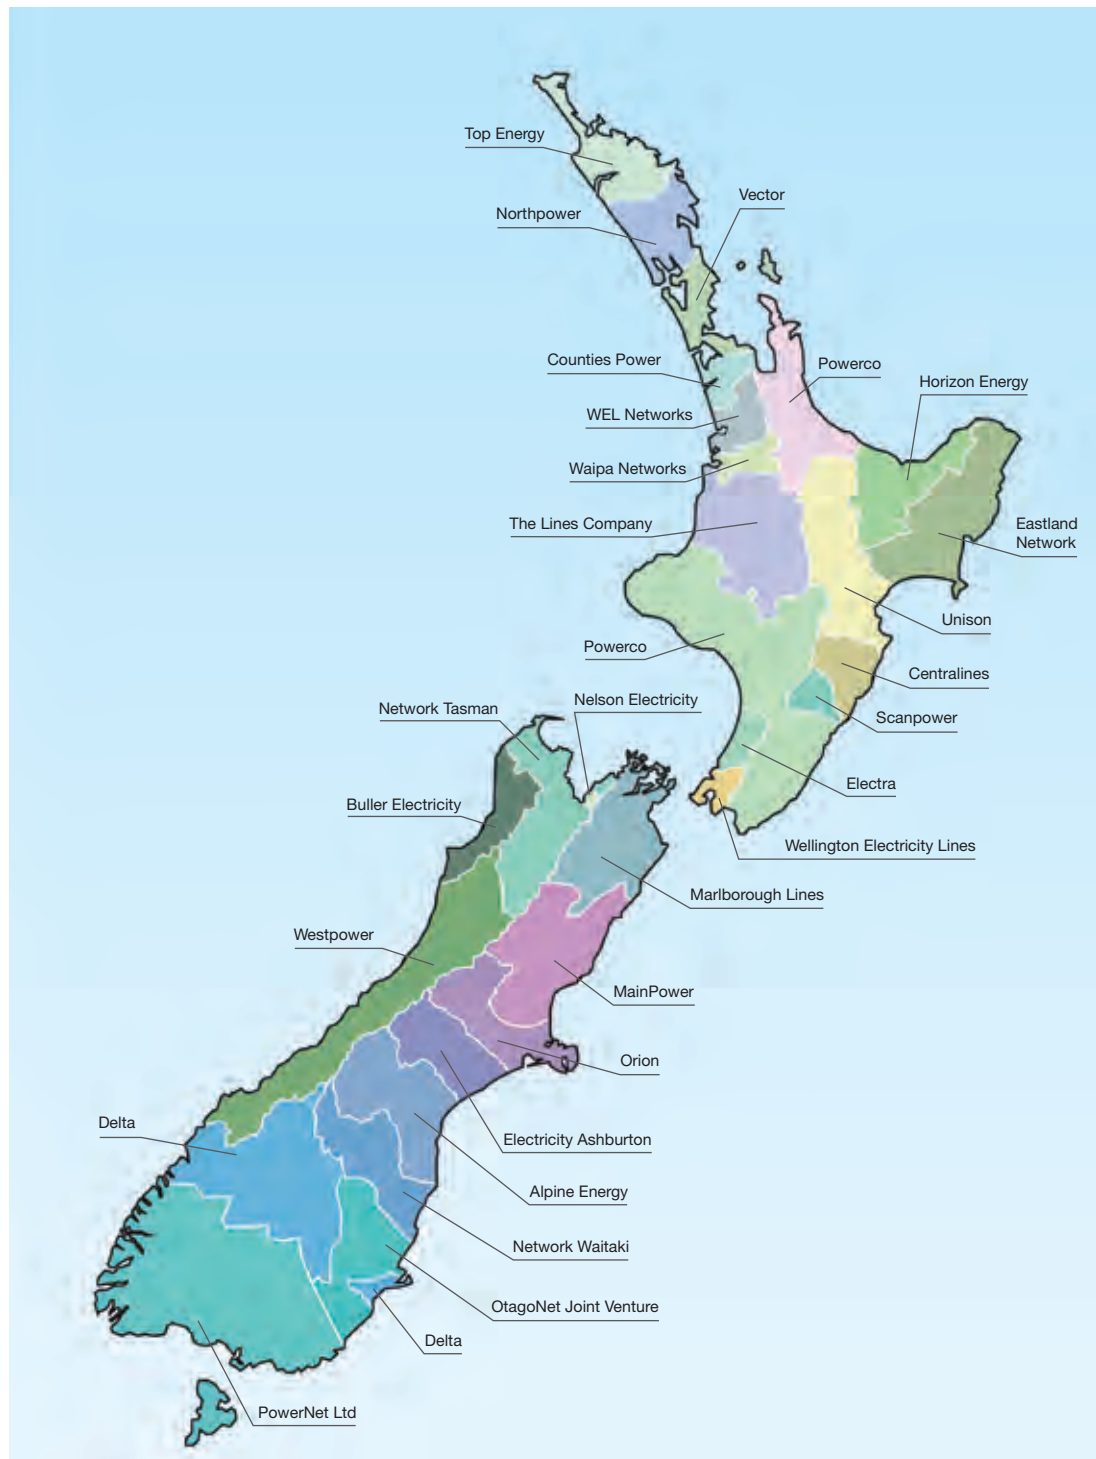 Top Energy
Vector
Northpower
Counties Power
Powerco
Horizon Energy
WEL Networks
Waipa Networks
The Lines Company
Eastland
Network
Unison
Powerco
Centralines
Nelson Electricity
Network Tasman
Scanpower
Electra
Buller Electricity
Wellington Electricity Lines
Marlborough Lines
Westpower
MainPower
Orion
Delta
Electricity Ashburton
Alpine Energy
Network Waitaki
OtagoNet Joint Venture
Delta
PowerNet Ltd